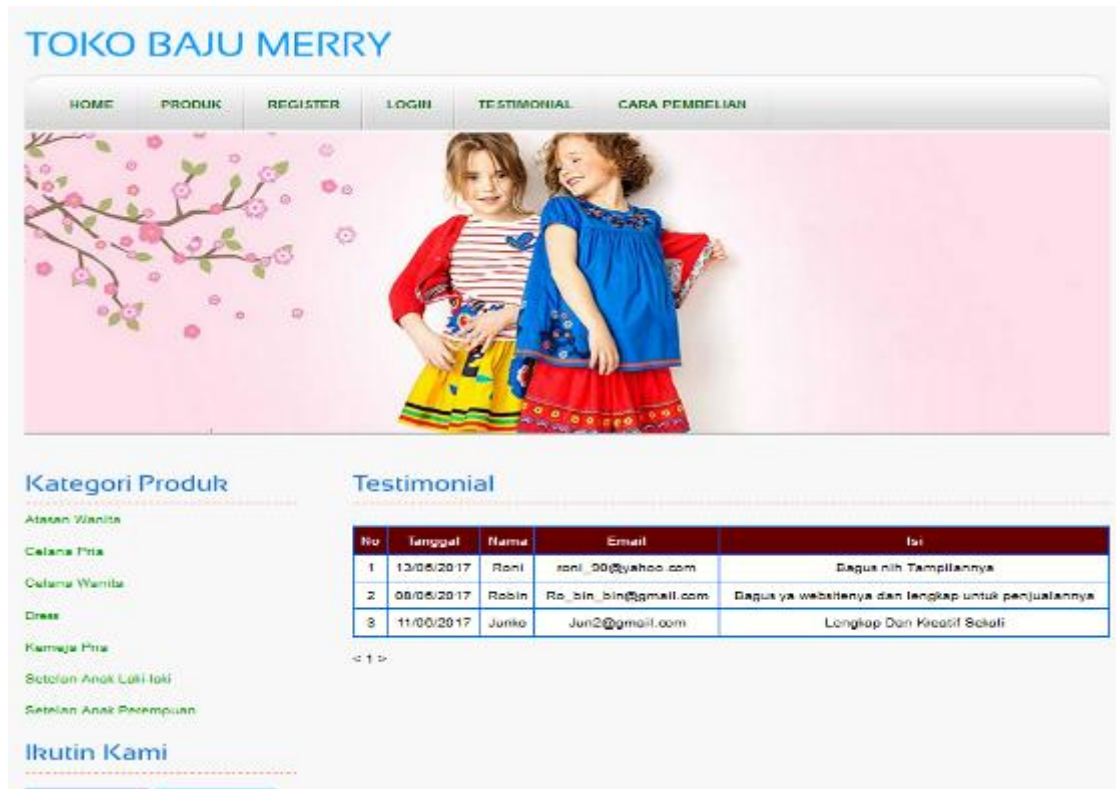 TOKO BAJU MERRY
HOME PRODUK REGISTER LOGIN TESTIMONIAL CARA PEMBELIAN
Kategori Produk
Atasan Wanita
Celana Pria
Celana Wanita
Dress
Kemeja Pria
Setelan Anak Laki-laki
Setelan Anak Perempuan
Ikutin Kami
Testimonial
No Tanggal Nama Email Isi
1 13/06/2017 Roni roni_90@yahoo.com Bagus nih Tampilannya
2 08/06/2017 Robin Ro_bin_bin@gmail.com Bagus ya websitenya dan lengkap untuk penjualannya
3 11/06/2017 Junko Jun2@gmail.com Lengkap Dan Kreatif Sekali
< 1 >